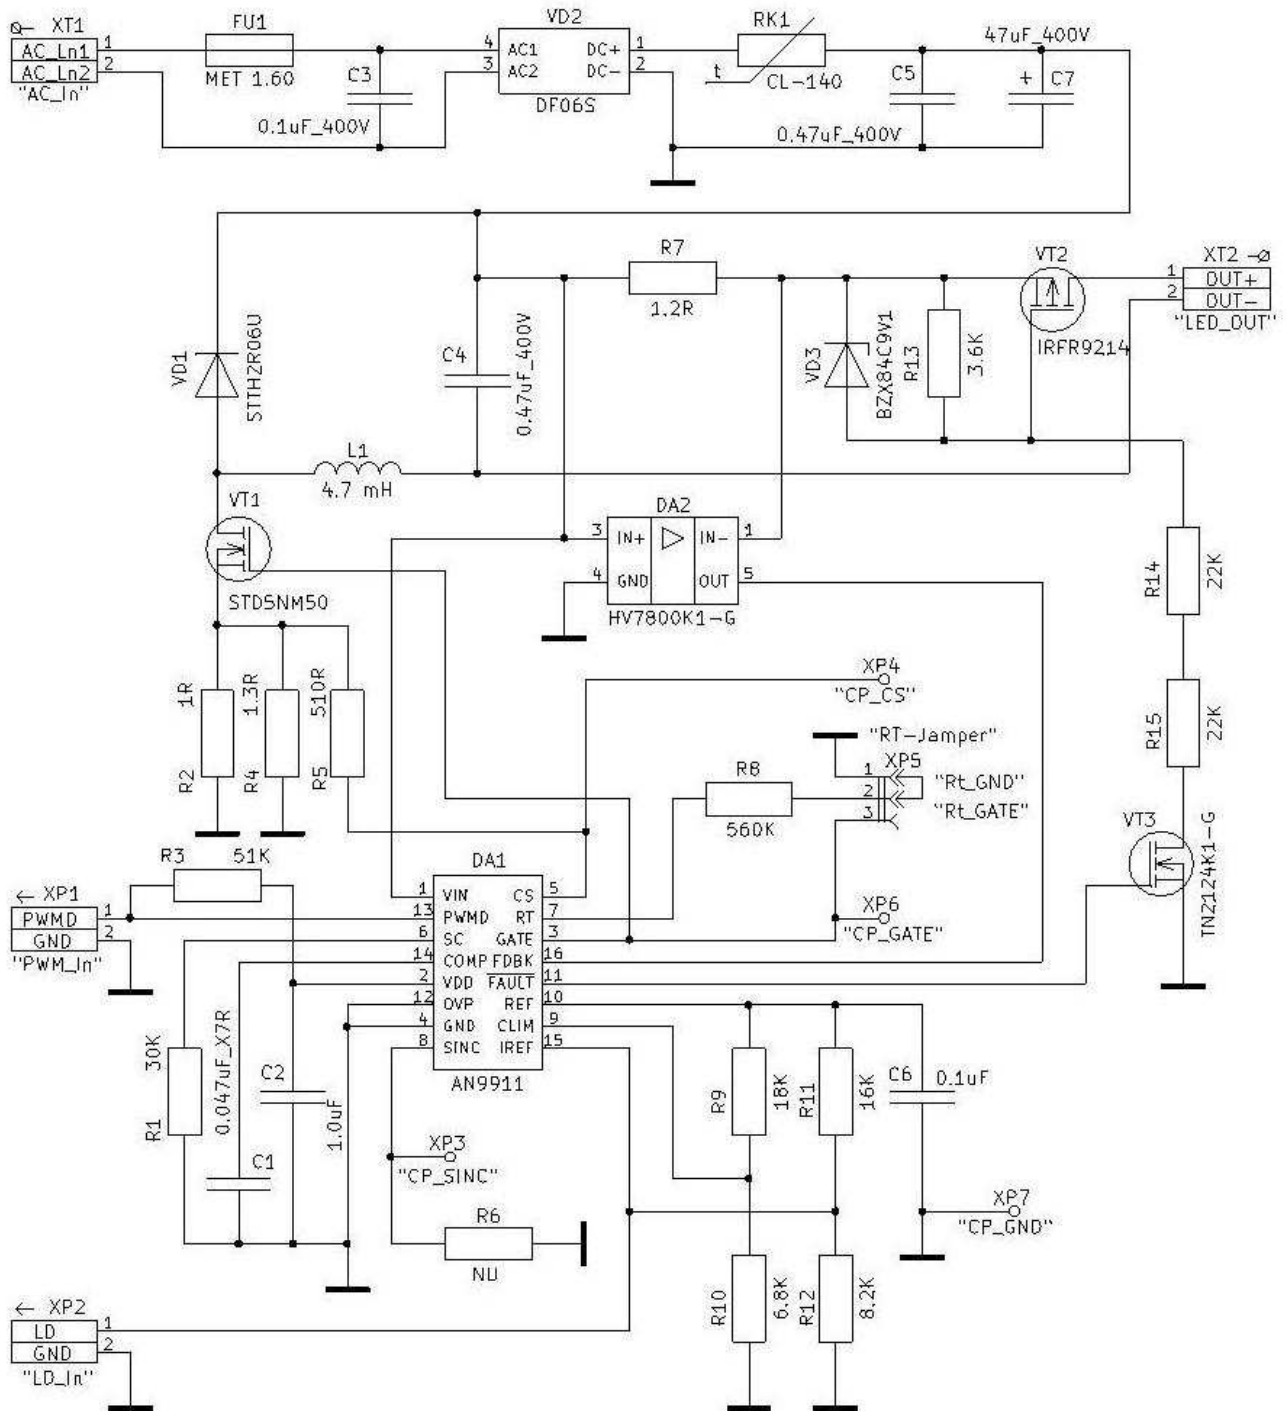 XT1
AC_Ln1 1
AC_Ln2 2
"AC_In"
FU1
MET 1.60
C3
0.1uF_400V
VD2
4 AC1 DC+ 1
3 AC2 DC- 2
DF06S
RK1
t
CL-140
C5
0.47uF_400V
47uF_400V
+ C7
R7
1.2R
VT2
IRFR9214
XT2
1 OUT+
2 OUT-
"LED_OUT"
VD1
STTH2R06U
C4
0.47uF_400V
VD3
BZX84C9V1
R13
3.6K
L1
4.7 mH
VT1
STD5NM50
DA2
3 IN+ IN- 1
4 GND OUT 5
HV7800K1-G
R14
22K
R15
22K
XP4
"CP_CS"
1R
R2
1.3R
R4
510R
R5
"RT-Jamper"
XP5
1 "Rt_GND"
2 "Rt_GATE"
3
R8
560K
VT3
TN2124K1-G
R3 51K
XP1
PWMD 1
GND 2
"PWM_In"
DA1
1 VIN CS 5
13 PWMD RT 7
6 SC GATE 3
14 COMP FDBK 16
2 VDD FAULT 11
12 OVP REF 10
4 GND CLIM 9
8 SINC IREF 15
AN9911
XP6
"CP_GATE"
30K
R1
0.047uF_X7R
C1
C2
1.0uF
XP3
"CP_SINC"
R6
NU
R9
18K
R11
16K
C6
0.1uF
XP7
"CP_GND"
R10
6.8K
R12
8.2K
XP2
LD 1
GND 2
"LD_In"